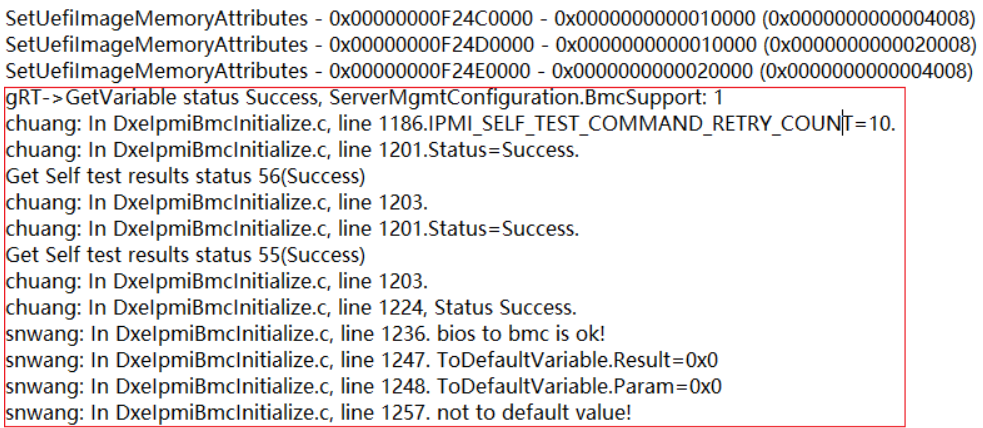 SetUefiImageMemoryAttributes - 0x00000000F24C0000 - 0x0000000000010000 (0x0000000000004008)
SetUefiImageMemoryAttributes - 0x00000000F24D0000 - 0x0000000000010000 (0x0000000000020008)
SetUefiImageMemoryAttributes - 0x00000000F24E0000 - 0x0000000000020000 (0x0000000000004008)
gRT->GetVariable status Success, ServerMgmtConfiguration.BmcSupport: 1
chuang: In DxeIpmiBmcInitialize.c, line 1186.IPMI_SELF_TEST_COMMAND_RETRY_COUNT=10.
chuang: In DxeIpmiBmcInitialize.c, line 1201.Status=Success.
Get Self test results status 56(Success)
chuang: In DxeIpmiBmcInitialize.c, line 1203.
chuang: In DxeIpmiBmcInitialize.c, line 1201.Status=Success.
Get Self test results status 55(Success)
chuang: In DxeIpmiBmcInitialize.c, line 1203.
chuang: In DxeIpmiBmcInitialize.c, line 1224, Status Success.
snwang: In DxeIpmiBmcInitialize.c, line 1236. bios to bmc is ok!
snwang: In DxeIpmiBmcInitialize.c, line 1247. ToDefaultVariable.Result=0x0
snwang: In DxeIpmiBmcInitialize.c, line 1248. ToDefaultVariable.Param=0x0
snwang: In DxeIpmiBmcInitialize.c, line 1257. not to default value!